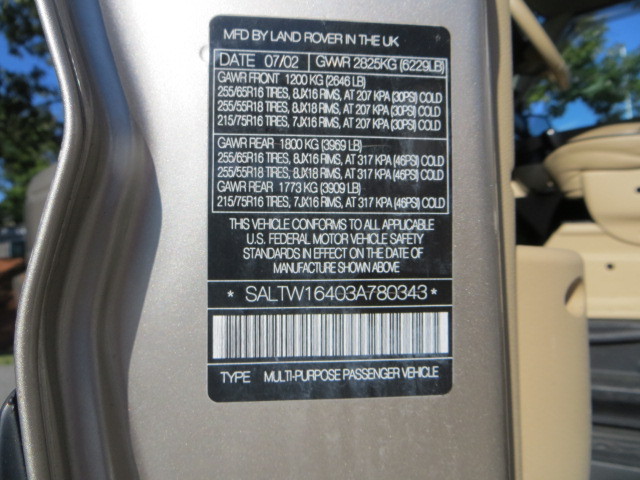 MFD BY LAND ROVER IN THE UK
DATE 07/02 GVWR 2825KG (6229LB)
GAWR FRONT 1200 KG (2646 LB)
255/65R16 TIRES, 8JX16 RIMS, AT 207 KPA (30PSI) COLD
255/55R18 TIRES, 8JX18 RIMS, AT 207 KPA (30PSI) COLD
215/75R16 TIRES, 7JX16 RIMS, AT 207 KPA (30PSI) COLD
GAWR REAR 1800 KG (3969 LB)
255/65R16 TIRES, 8JX16 RIMS, AT 317 KPA (46PSI) COLD
255/55R18 TIRES, 8JX18 RIMS, AT 317 KPA (46PSI) COLD
GAWR REAR 1773 KG (3909 LB)
215/75R16 TIRES, 7JX16 RIMS, AT 317 KPA (46PSI) COLD
THIS VEHICLE CONFORMS TO ALL APPLICABLE
U.S. FEDERAL MOTOR VEHICLE SAFETY
STANDARDS IN EFFECT ON THE DATE OF
MANUFACTURE SHOWN ABOVE
* SALTW16403A780343 *
TYPE MULTI-PURPOSE PASSENGER VEHICLE